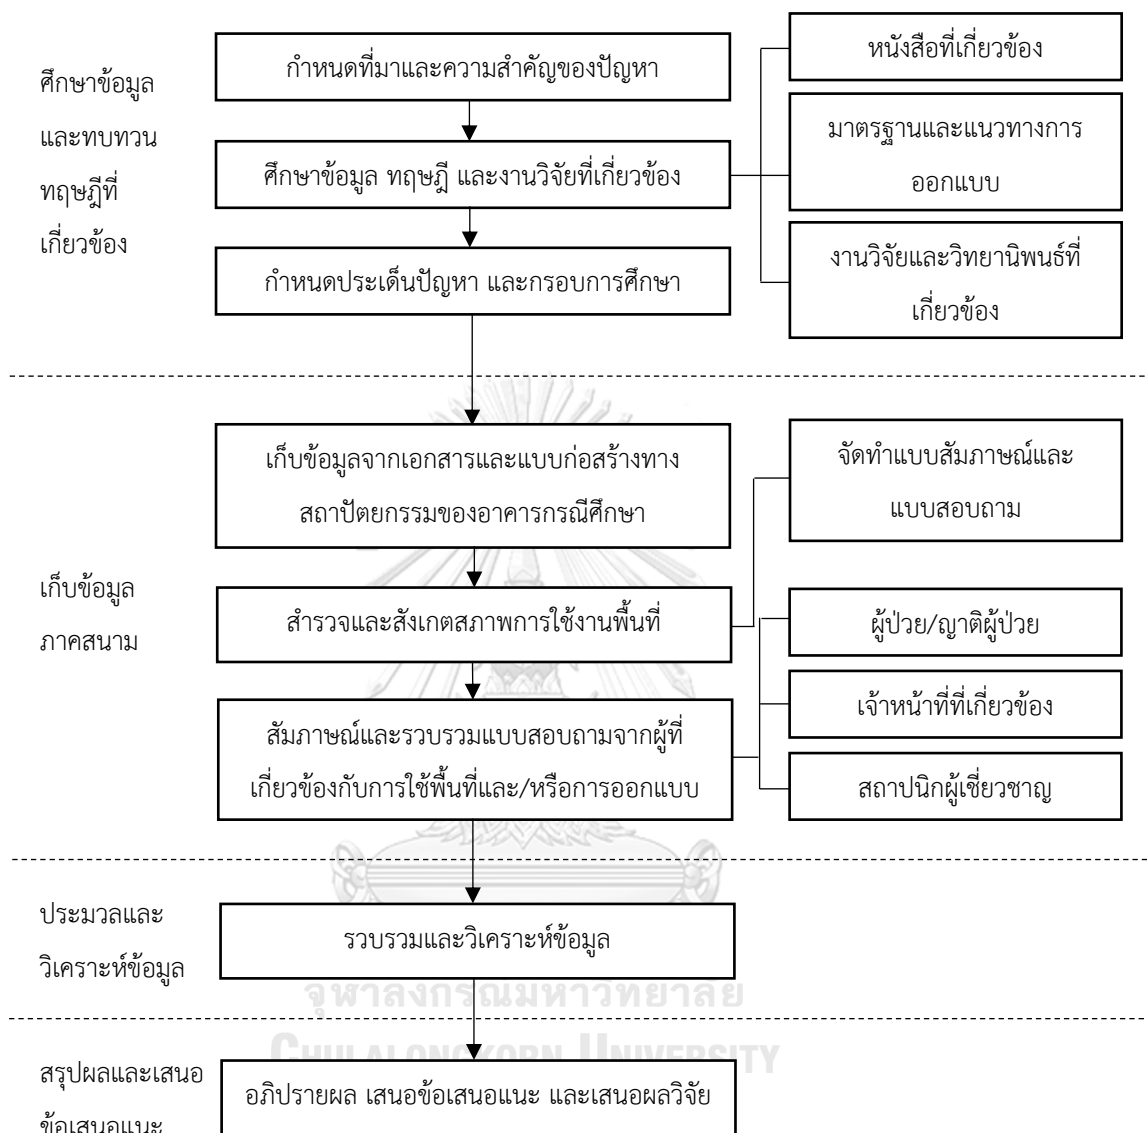 ศึกษาข้อมูล
และทบทวน
ทฤษฎีที่
เกี่ยวข้อง
กำหนดที่มาและความสำคัญของปัญหา
ศึกษาข้อมูล ทฤษฎี และงานวิจัยที่เกี่ยวข้อง
กำหนดประเด็นปัญหา และกรอบการศึกษา
หนังสือที่เกี่ยวข้อง
มาตรฐานและแนวทางการ
ออกแบบ
งานวิจัยและวิทยานิพนธ์ที่
เกี่ยวข้อง
เก็บข้อมูล
ภาคสนาม
เก็บข้อมูลจากเอกสารและแบบก่อสร้างทาง
สถาปัตยกรรมของอาคารกรณีศึกษา
สำรวจและสังเกตสภาพการใช้งานพื้นที่
สัมภาษณ์และรวบรวมแบบสอบถามจากผู้ที่
เกี่ยวข้องกับการใช้พื้นที่และ/หรือการออกแบบ
จัดทำแบบสัมภาษณ์และ
แบบสอบถาม
ผู้ป่วย/ญาติผู้ป่วย
เจ้าหน้าที่ที่เกี่ยวข้อง
สถาปนิกผู้เชี่ยวชาญ
ประมวลและ
วิเคราะห์ข้อมูล
รวบรวมและวิเคราะห์ข้อมูล
จุฬาลงกรณ์มหาวิทยาลัย
CHULALONGKORN UNIVERSITY
สรุปผลและเสนอ
ข้อเสนอแนะ
อภิปรายผล เสนอข้อเสนอแนะ และเสนอผลวิจัย